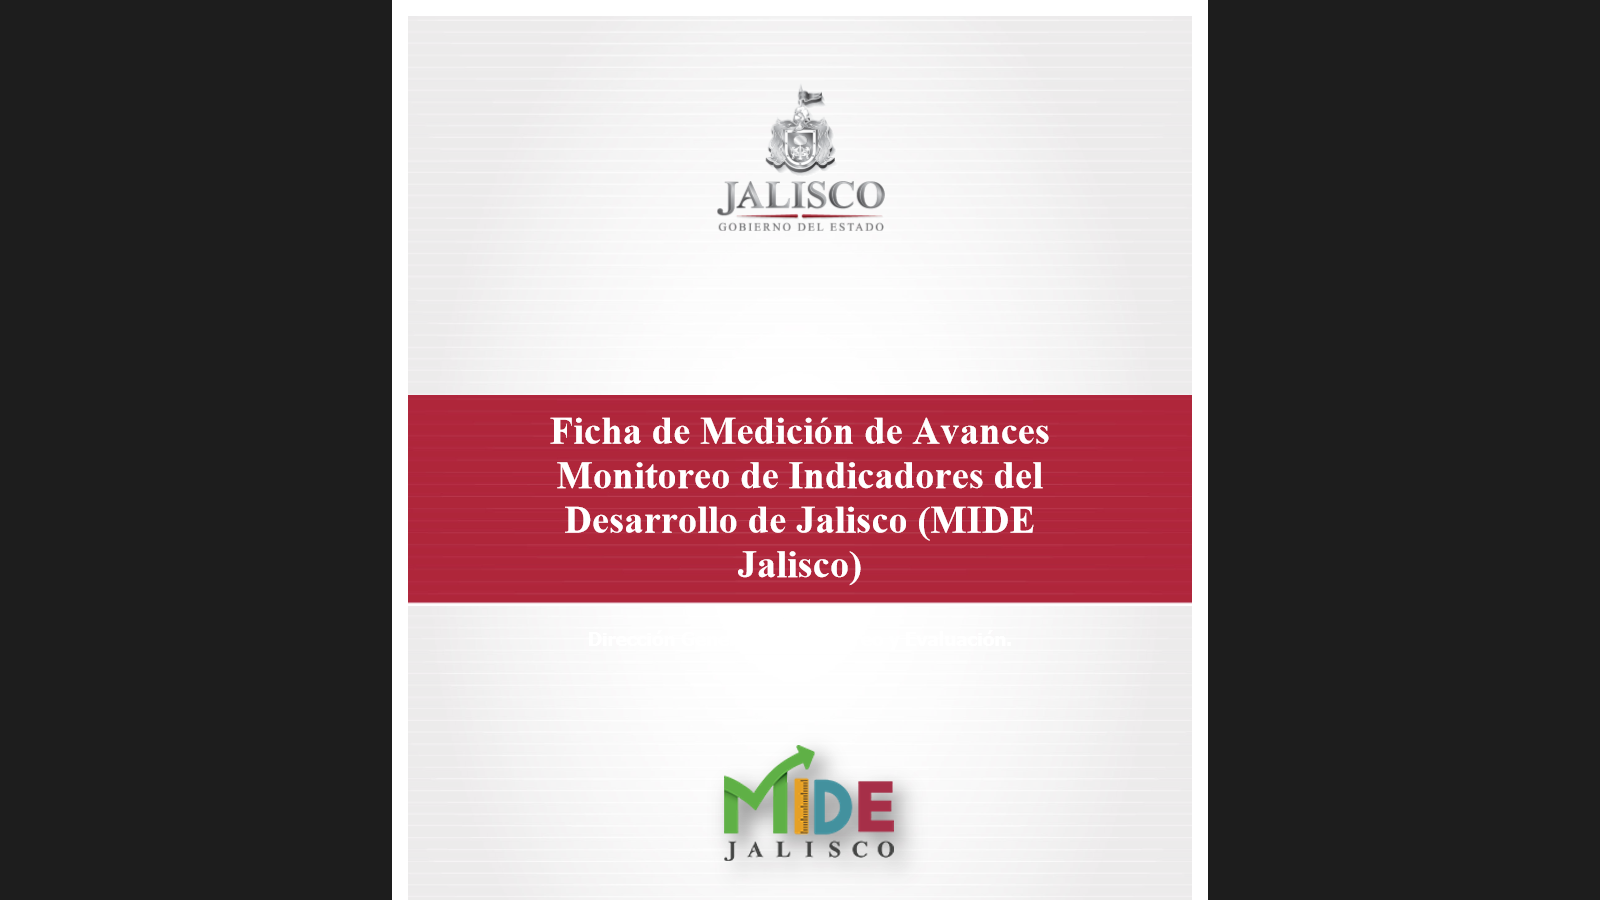 JALISCO
GOBIERNO DEL ESTADO
Ficha de Medición de Avances
Monitoreo de Indicadores del
Desarrollo de Jalisco (MIDE
Jalisco)
MIDE
JALISCO